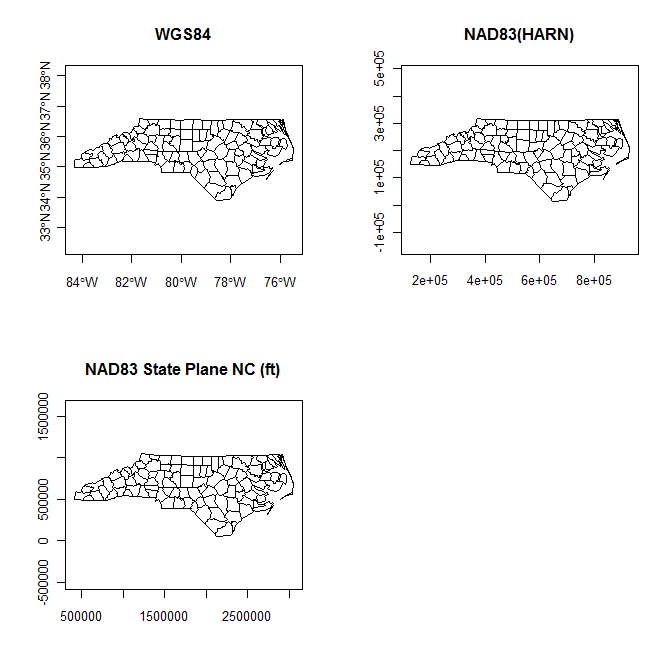 WGS84
38°N
37°N
36°N
35°N
34°N
33°N
84°W
82°W
80°W
78°W
76°W
NAD83(HARN)
5e+05
3e+05
1e+05
-1e+05
2e+05
4e+05
6e+05
8e+05
NAD83 State Plane NC (ft)
1500000
500000
0
-500000
500000
1500000
2500000